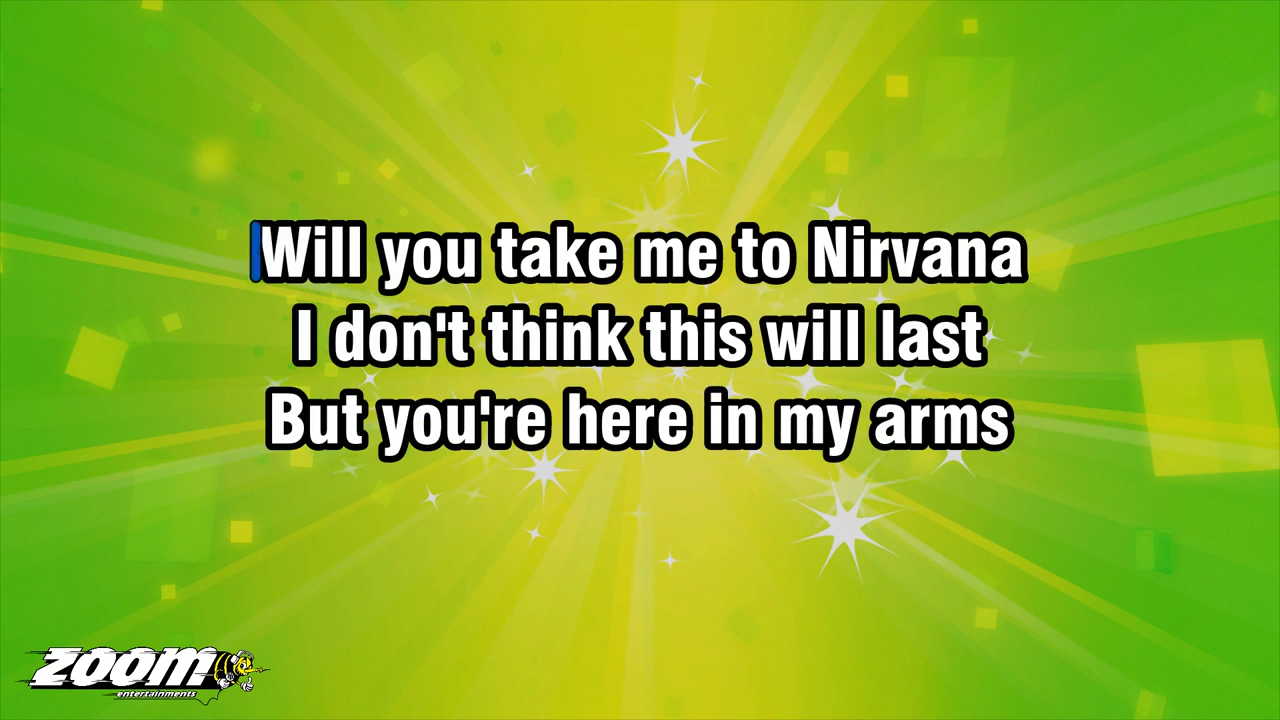 Will you take me to Nirvana
I don't think this will last
But you're here in my arms
ZOOM
entertainments